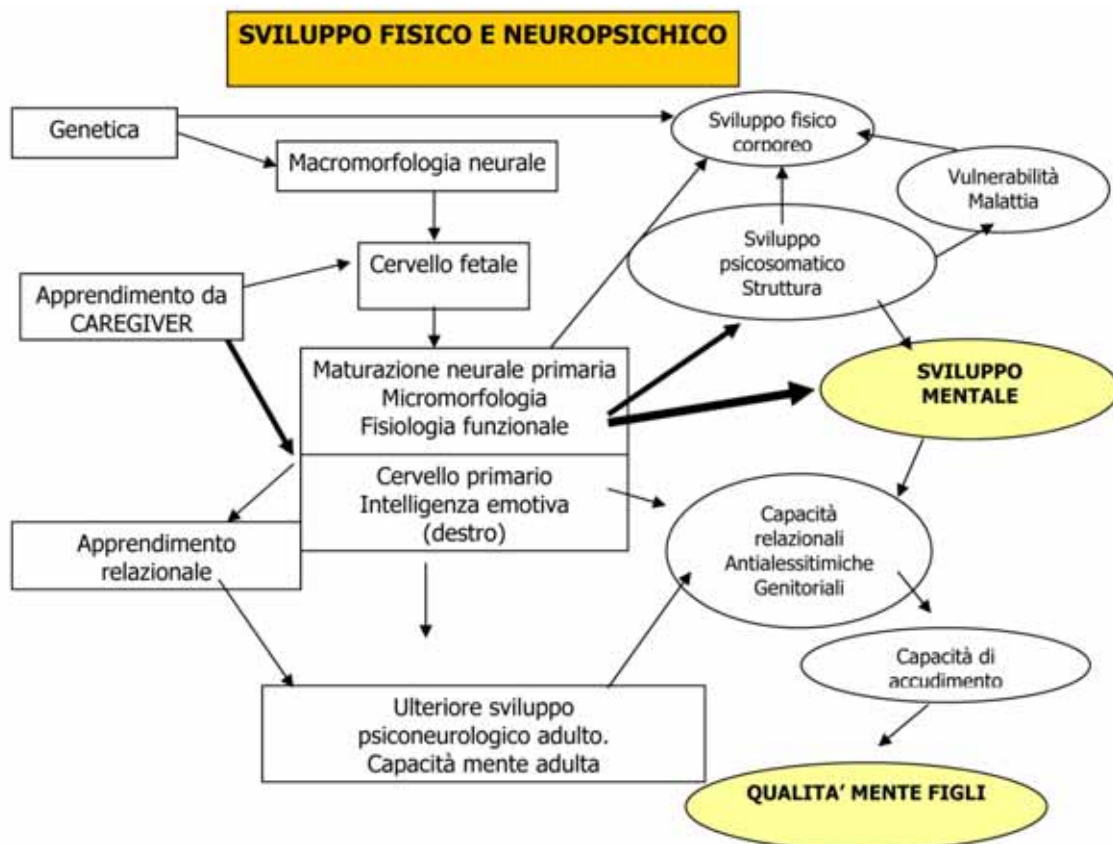 SVILUPPO FISICO E NEUROPSICHICO
Genetica
Sviluppo fisico
corporeo
Macromorfologia neurale
Vulnerabilità
Malattia
Cervello fetale
Sviluppo
psicosomatico
Struttura
Apprendimento da
CAREGIVER
Maturazione neurale primaria
Micromorfologia
Fisiologia funzionale
SVILUPPO
MENTALE
Cervello primario
Intelligenza emotiva
(destro)
Capacità
relazionali
Antialessitimiche
Genitoriali
Apprendimento
relazionale
Capacità di
accudimento
Ulteriore sviluppo
psiconeurologico adulto.
Capacità mente adulta
QUALITA’ MENTE FIGLI